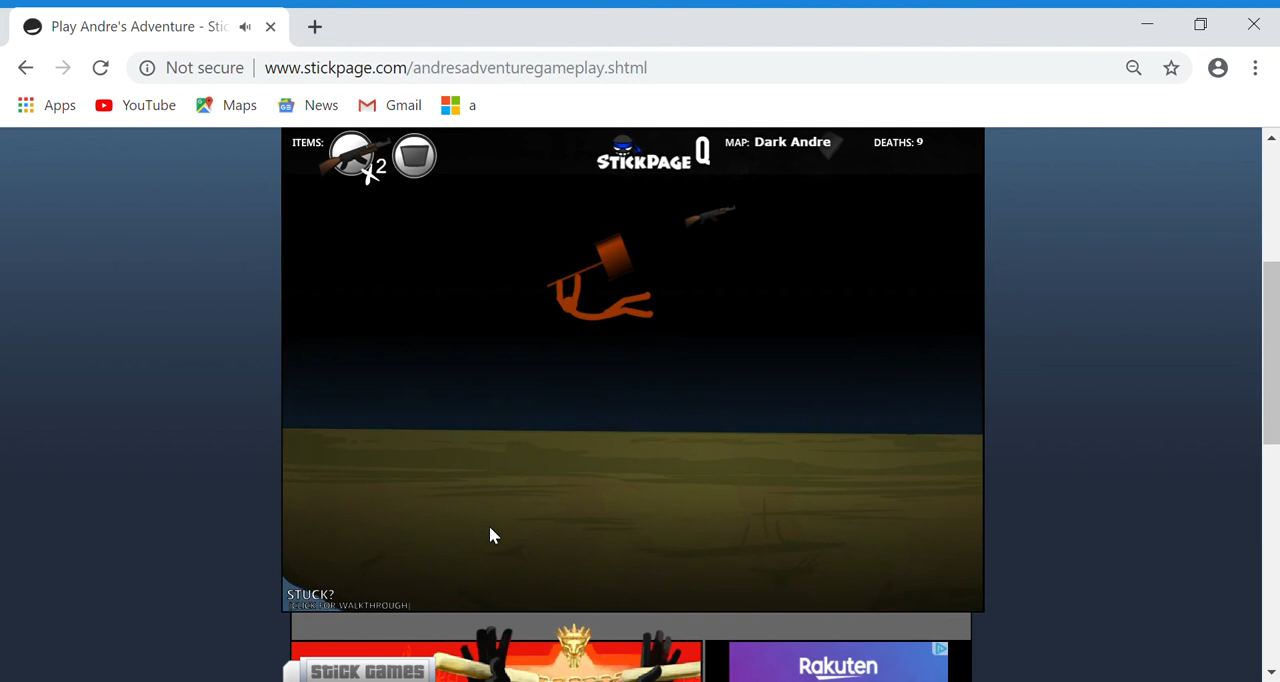 Play Andre's Adventure - Stic
Not secure
www.stickpage.com/andresadventuregameplay.shtml
Apps
YouTube
Maps
News
Gmail
a
ITEMS:
x2
STICKPAGE Q
MAP: Dark Andre
DEATHS: 9
STUCK?
[CLICK FOR WALKTHROUGH]
STICK GAMES
Rakuten